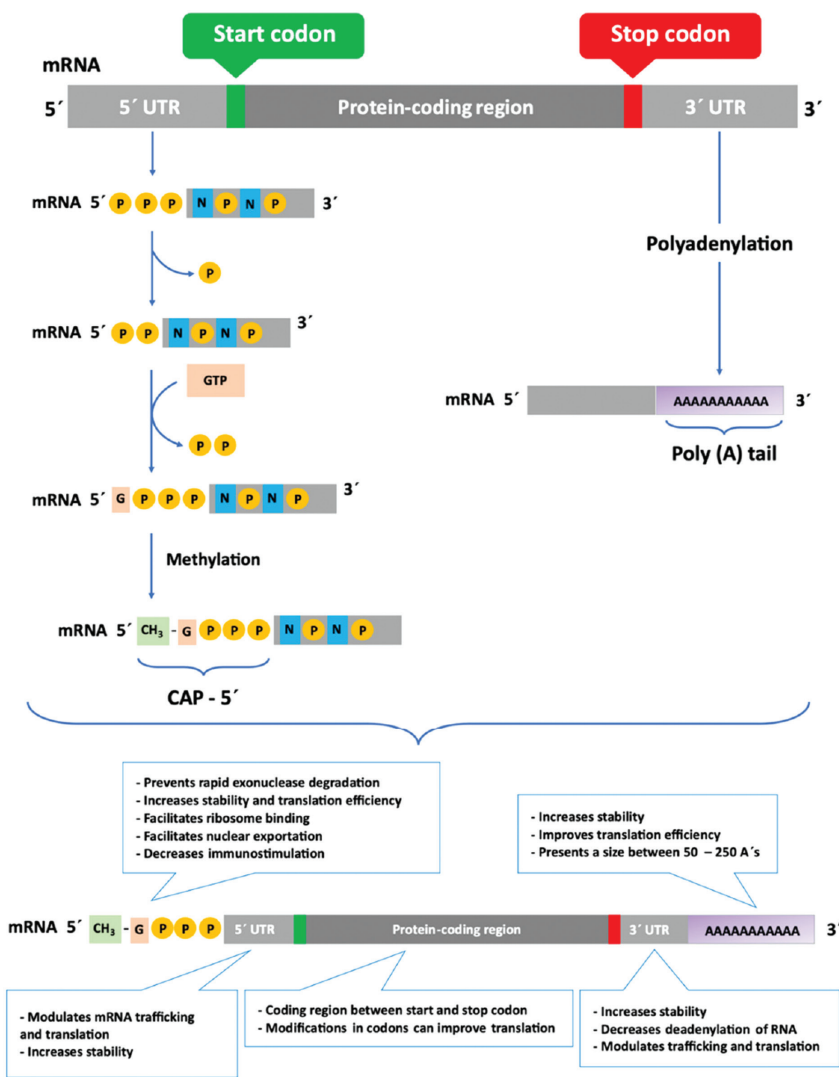 Start codon
Stop codon
mRNA
5´ 5´ UTR Protein-coding region 3´ UTR 3´
mRNA 5´ P P P N P N P 3´
P
Polyadenylation
mRNA 5´ P P N P N P 3´
GTP
mRNA 5´ AAAAAAAAAAA 3´
P P
Poly (A) tail
mRNA 5´ G P P P N P N P 3´
Methylation
mRNA 5´ CH3 - G P P P N P N P
CAP - 5´
- Prevents rapid exonuclease degradation
- Increases stability and translation efficiency
- Facilitates ribosome binding
- Facilitates nuclear exportation
- Decreases immunostimulation
- Increases stability
- Improves translation efficiency
- Presents a size between 50 – 250 A´s
mRNA 5´ CH3 - G P P P 5´ UTR Protein-coding region 3´ UTR AAAAAAAAAAA 3´
- Modulates mRNA trafficking
and translation
- Increases stability
- Coding region between start and stop codon
- Modifications in codons can improve translation
- Increases stability
- Decreases deadenylation of RNA
- Modulates trafficking and translation